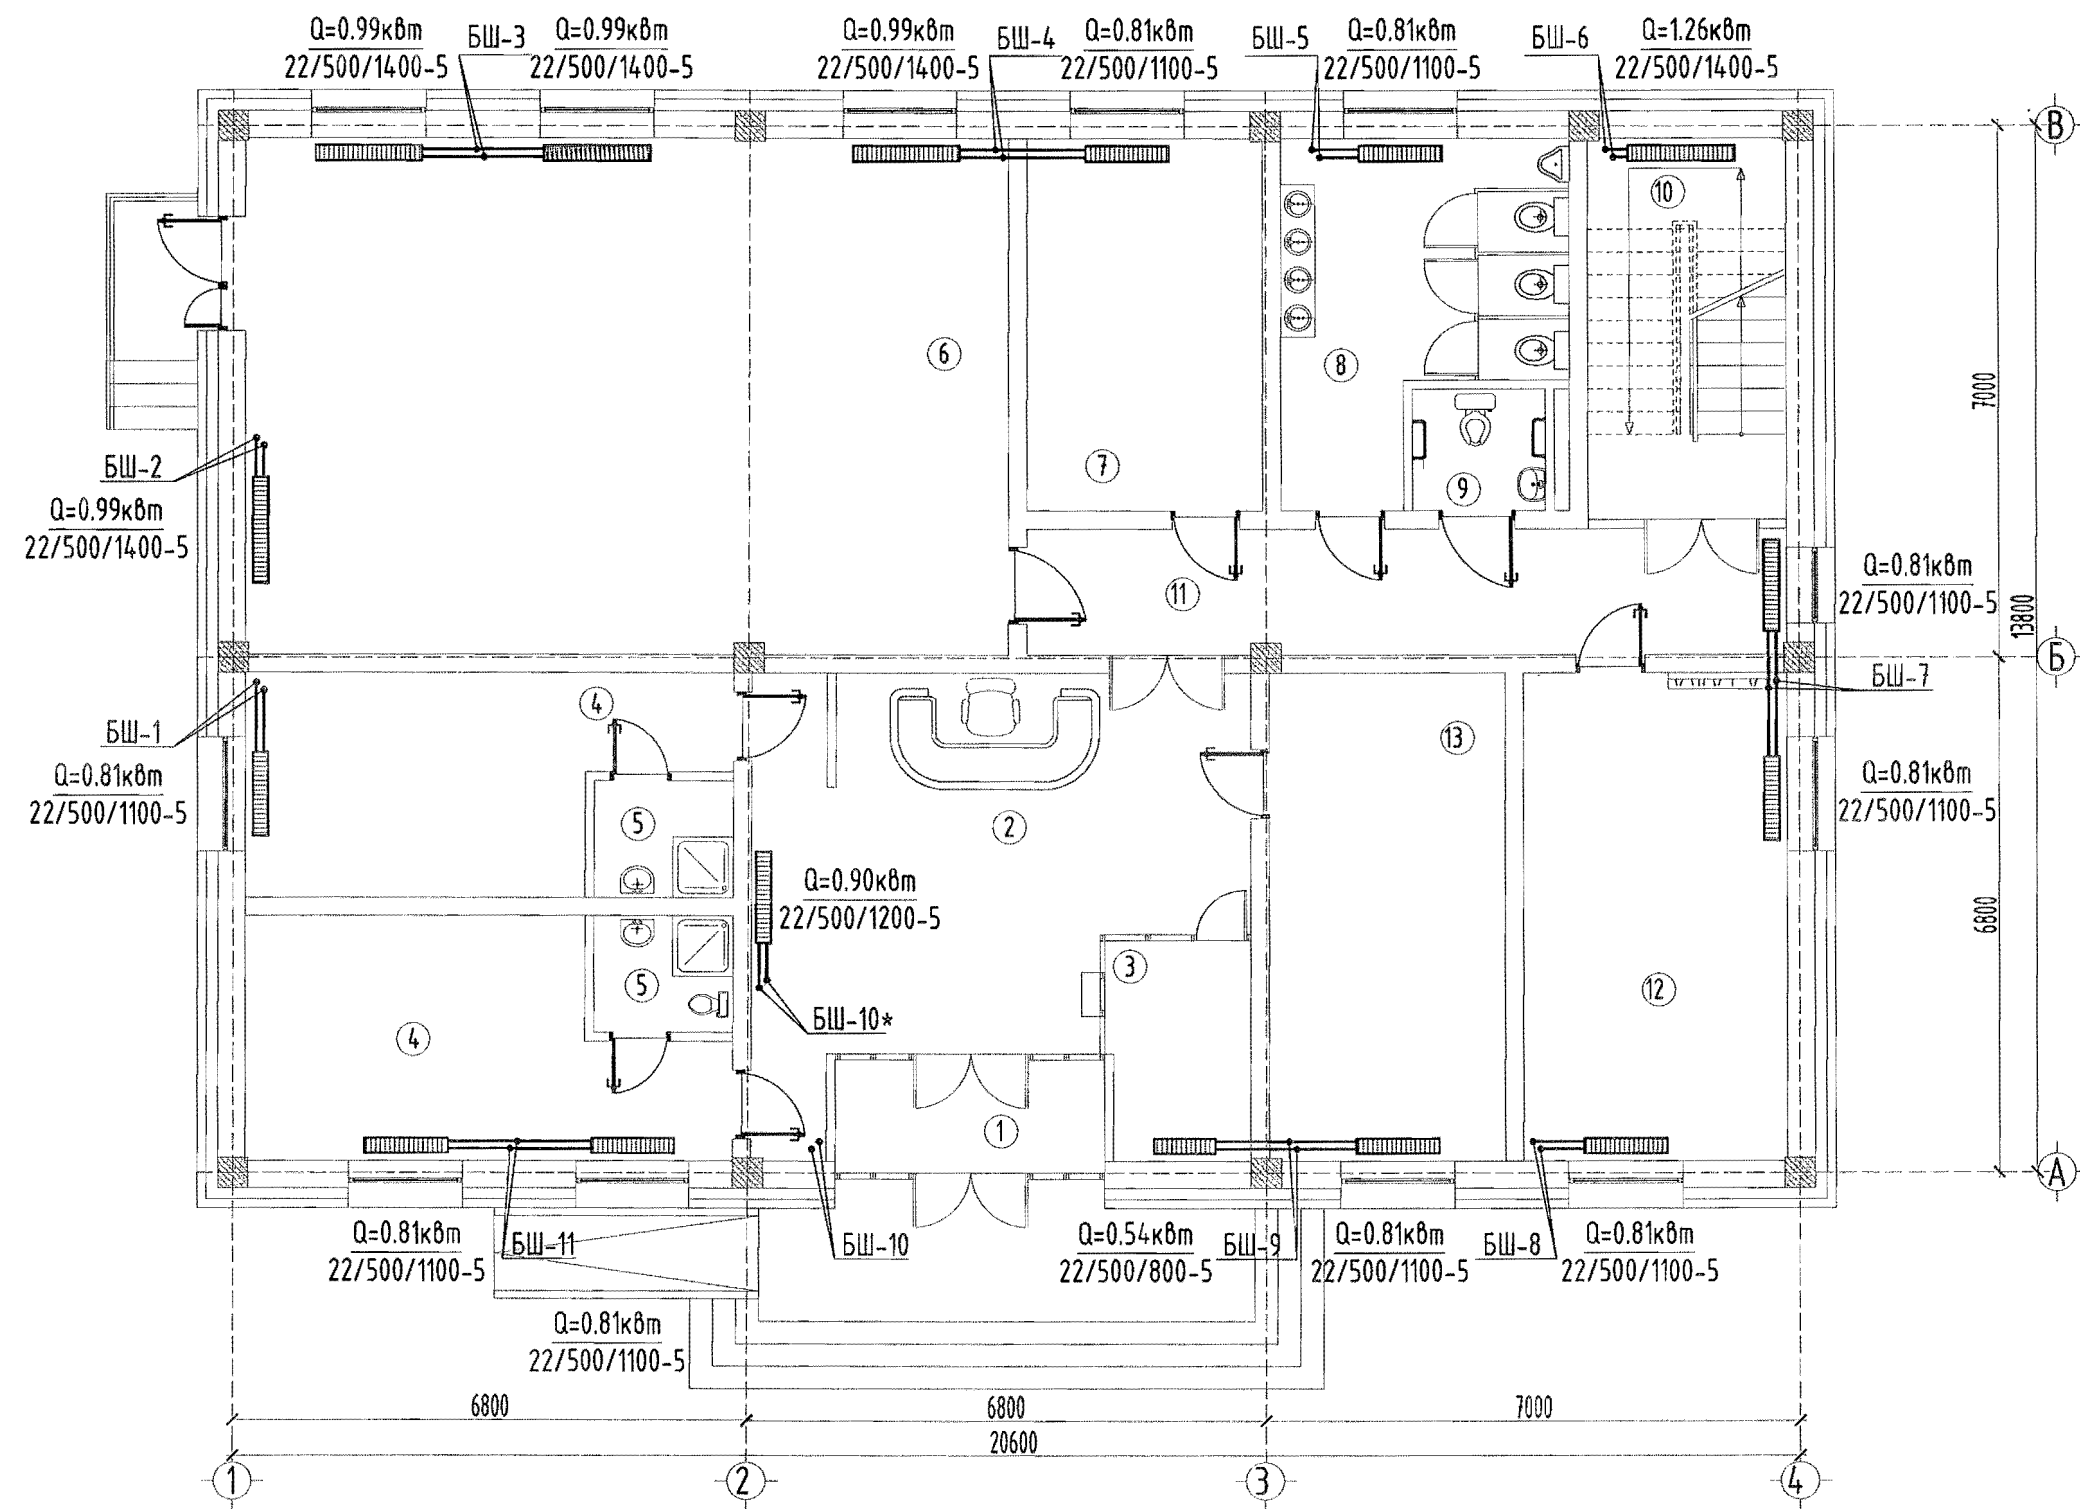 Q=0.99кВт
22/500/1400-5
БШ-3
Q=0.99кВт
22/500/1400-5
Q=0.99кВт
22/500/1400-5
БШ-4
Q=0.81кВт
22/500/1100-5
БШ-5
Q=0.81кВт
22/500/1100-5
БШ-6
Q=1.26кВт
22/500/1400-5
В
10
6
8
7000
7
БШ-2
9
Q=0.99кВт
22/500/1400-5
11
Q=0.81кВт
22/500/1100-5
13800
Б
БШ-7
4
БШ-1
13
Q=0.81кВт
22/500/1100-5
5
2
Q=0.81кВт
22/500/1100-5
Q=0.90кВт
22/500/1200-5
6800
3
5
12
БШ-10*
4
1
А
Q=0.81кВт
22/500/1100-5
БШ-11
БШ-10
Q=0.54кВт
22/500/800-5
БШ-9
Q=0.81кВт
22/500/1100-5
БШ-8
Q=0.81кВт
22/500/1100-5
Q=0.81кВт
22/500/1100-5
6800
6800
7000
20600
1
2
3
4